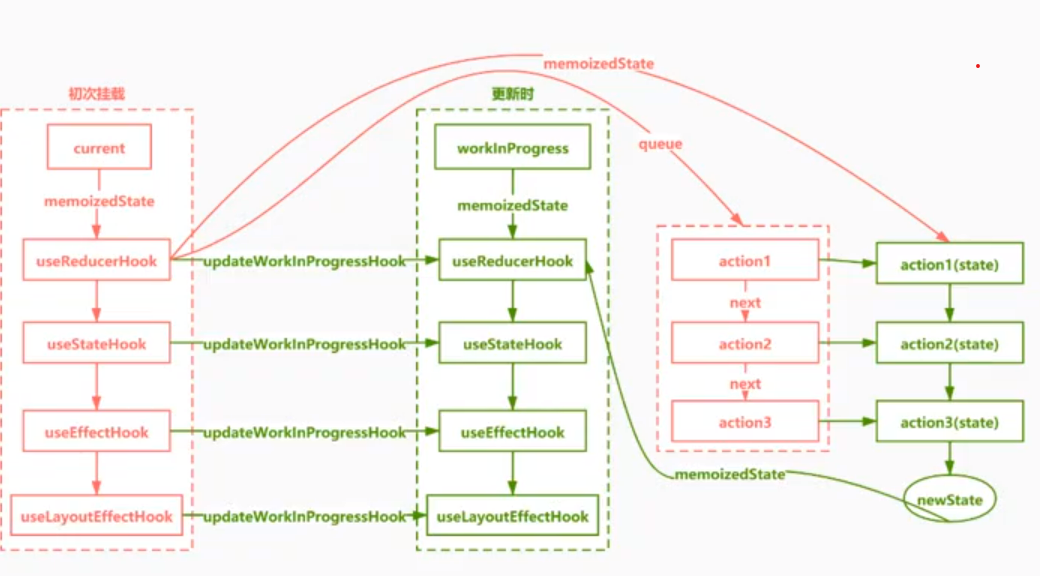 memoizedState
初次挂载
更新时
queue
current
workInProgress
memoizedState
memoizedState
useReducerHook
updateWorkInProgressHook
useReducerHook
action1
action1(state)
next
useStateHook
updateWorkInProgressHook
useStateHook
action2
action2(state)
next
useEffectHook
updateWorkInProgressHook
useEffectHook
action3
action3(state)
memoizedState
newState
useLayoutEffectHook
updateWorkInProgressHook
useLayoutEffectHook